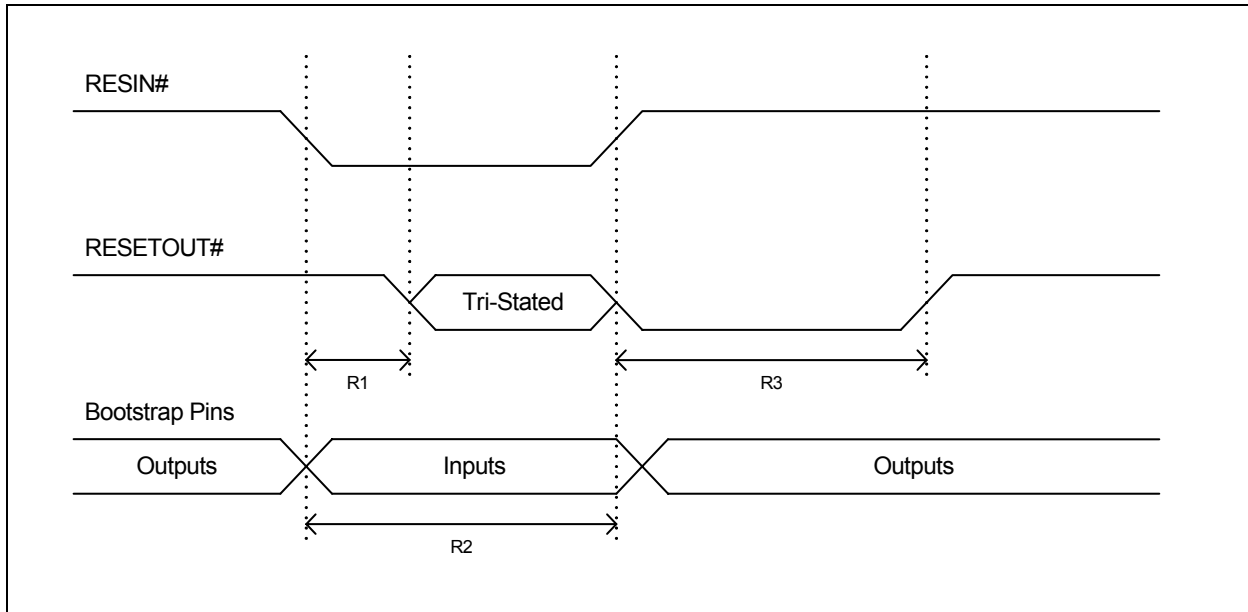 RESIN#
RESETOUT#
Tri-Stated
R1
R3
Bootstrap Pins
Outputs
Inputs
Outputs
R2